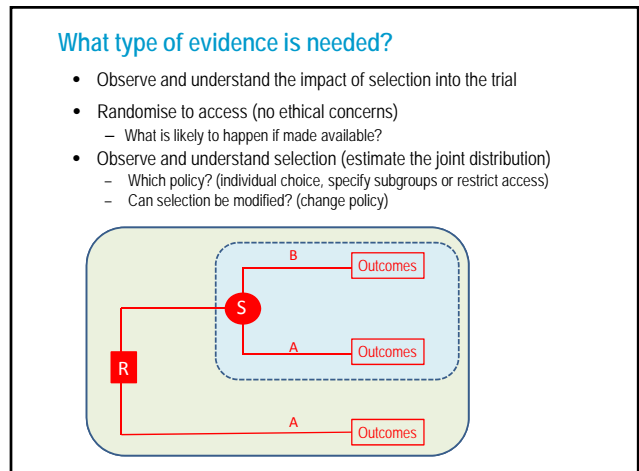 What type of evidence is needed?
• Observe and understand the impact of selection into the trial
• Randomise to access (no ethical concerns)
– What is likely to happen if made available?
• Observe and understand selection (estimate the joint distribution)
– Which policy? (individual choice, specify subgroups or restrict access)
– Can selection be modified? (change policy)
B
Outcomes
S
A
Outcomes
R
A
Outcomes